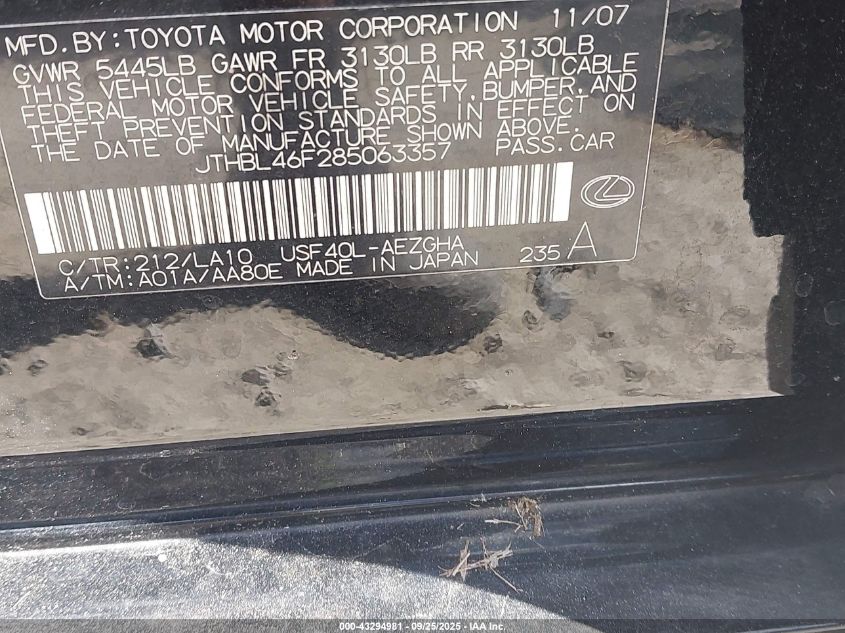 MFD.BY:TOYOTA MOTOR CORPORATION 11/07
GVWR 5445LB GAWR FR 3130LB RR 3130LB
THIS VEHICLE CONFORMS TO ALL APPLICABLE
FEDERAL MOTOR VEHICLE SAFETY,BUMPER,AND
THEFT PREVENTION STANDARDS IN EFFECT ON
THE DATE OF MANUFACTURE SHOWN ABOVE.
JTHBL46F285063357 PASS.CAR
C/TR:212/LA10 USF40L-AEZGHA 235 A
A/TM:A01A/AA80E MADE IN JAPAN
000-43294981 - 09/25/2025 - IAA Inc.